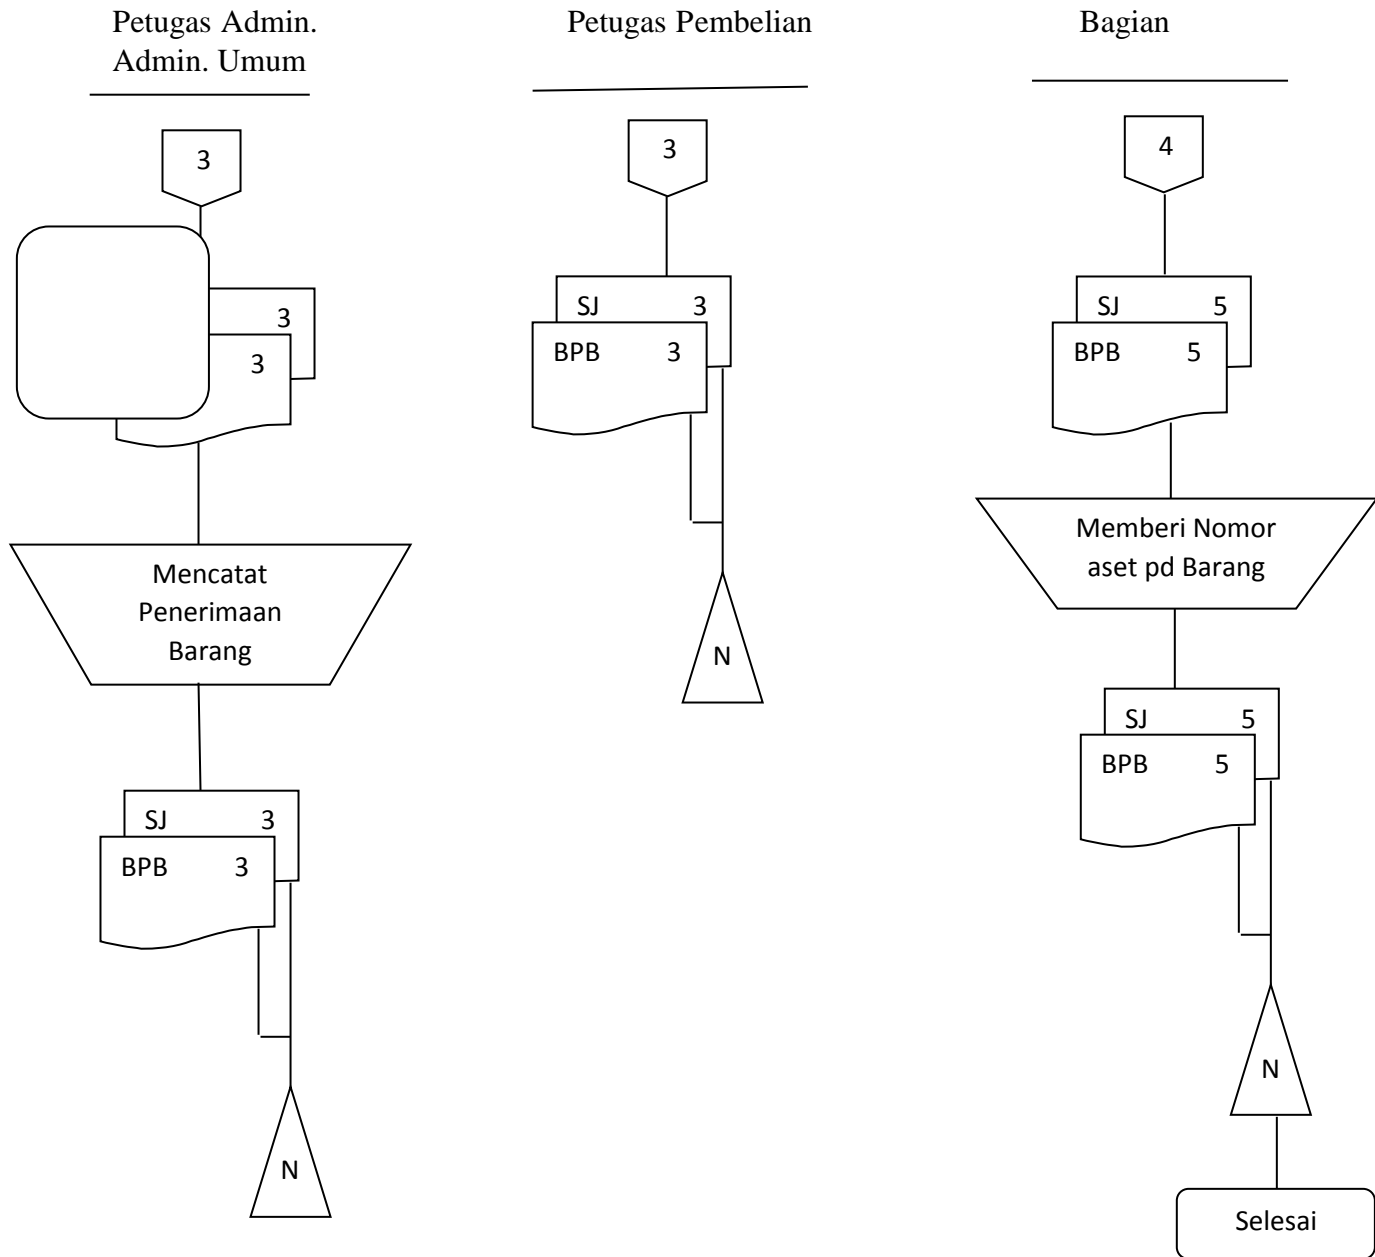 Petugas Admin.
Admin. Umum
3
3
3
Mencatat
Penerimaan
Barang
SJ 3
BPB 3
N
Petugas Pembelian
3
SJ 3
BPB 3
N
Bagian
4
SJ 5
BPB 5
Memberi Nomor
aset pd Barang
SJ 5
BPB 5
N
Selesai